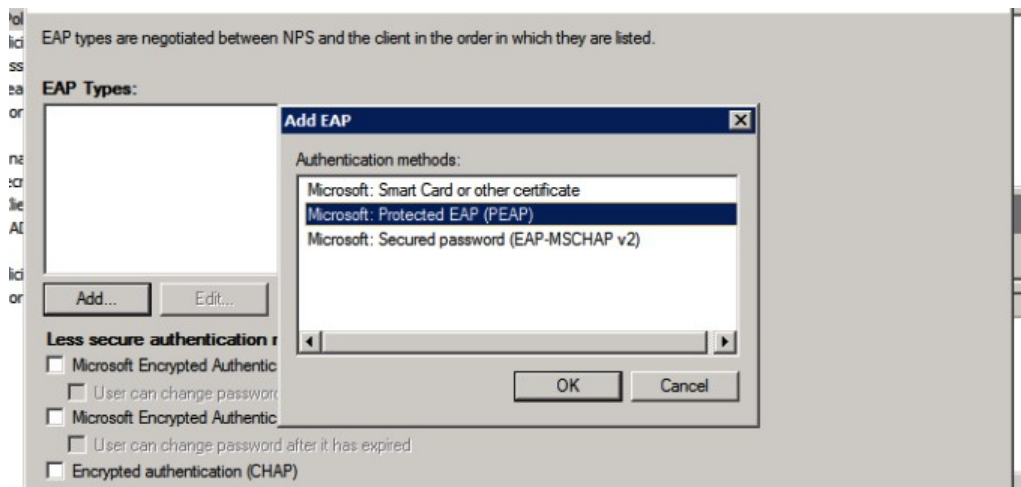 EAP types are negotiated between NPS and the client in the order in which they are listed.
EAP Types:
Add EAP
Authentication methods:
Microsoft: Smart Card or other certificate
Microsoft: Protected EAP (PEAP)
Microsoft: Secured password (EAP-MSCHAP v2)
Add...
Edit...
OK
Cancel
Less secure authentication
Microsoft Encrypted
User can change password
Microsoft Encrypted
User can change password after it has expired
Encrypted authentication (CHAP)